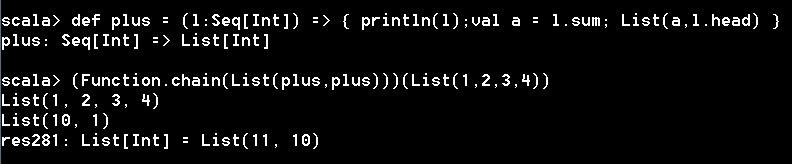 scala> def plus = (l:Seq[Int]) => { println(l);val a = l.sum; List(a,l.head) }
plus: Seq[Int] => List[Int]
scala> (Function.chain(List(plus,plus)))(List(1,2,3,4))
List(1, 2, 3, 4)
List(10, 1)
res281: List[Int] = List(11, 10)